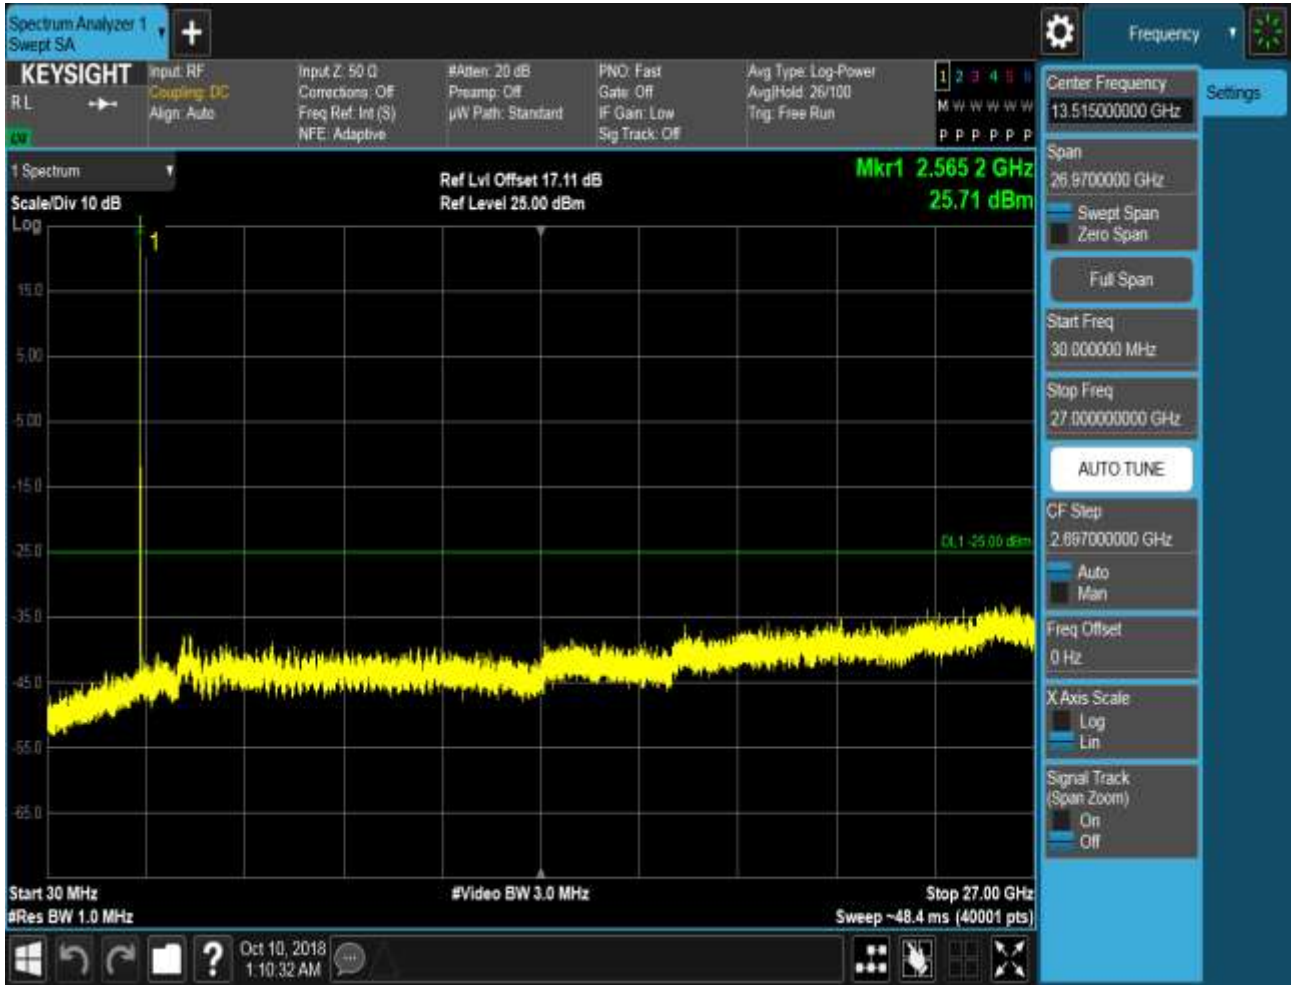 Spectrum Analyzer 1
Swept SA
Frequency
KEYSIGHT
R L
LW
Input: RF
Coupling: DC
Align: Auto
Input Z: 50 Ω
Corrections: Off
Freq Ref: Int (S)
NFE: Adaptive
#Atten: 20 dB
Preamp: Off
µW Path: Standard
PNO: Fast
Gate: Off
IF Gain: Low
Sig Track: Off
Avg Type: Log-Power
Avg|Hold: 26/100
Trig: Free Run
1 2 3 4 5 6
M W W W W W
P P P P P P
1 Spectrum
Scale/Div 10 dB
Log
Ref Lvl Offset 17.11 dB
Ref Level 25.00 dBm
Mkr1 2.565 2 GHz
25.71 dBm
1
15.0
5.00
-5.00
-15.0
-25.0
-35.0
-45.0
-55.0
-65.0
DL1 -25.00 dBm
Start 30 MHz
#Res BW 1.0 MHz
#Video BW 3.0 MHz
Stop 27.00 GHz
Sweep ~48.4 ms (40001 pts)
Center Frequency
13.515000000 GHz
Settings
Span
26.9700000 GHz
Swept Span
Zero Span
Full Span
Start Freq
30.000000 MHz
Stop Freq
27.000000000 GHz
AUTO TUNE
CF Step
2.697000000 GHz
Auto
Man
Freq Offset
0 Hz
X Axis Scale
Log
Lin
Signal Track
(Span Zoom)
On
Off
?
Oct 10, 2018
1:10:32 AM